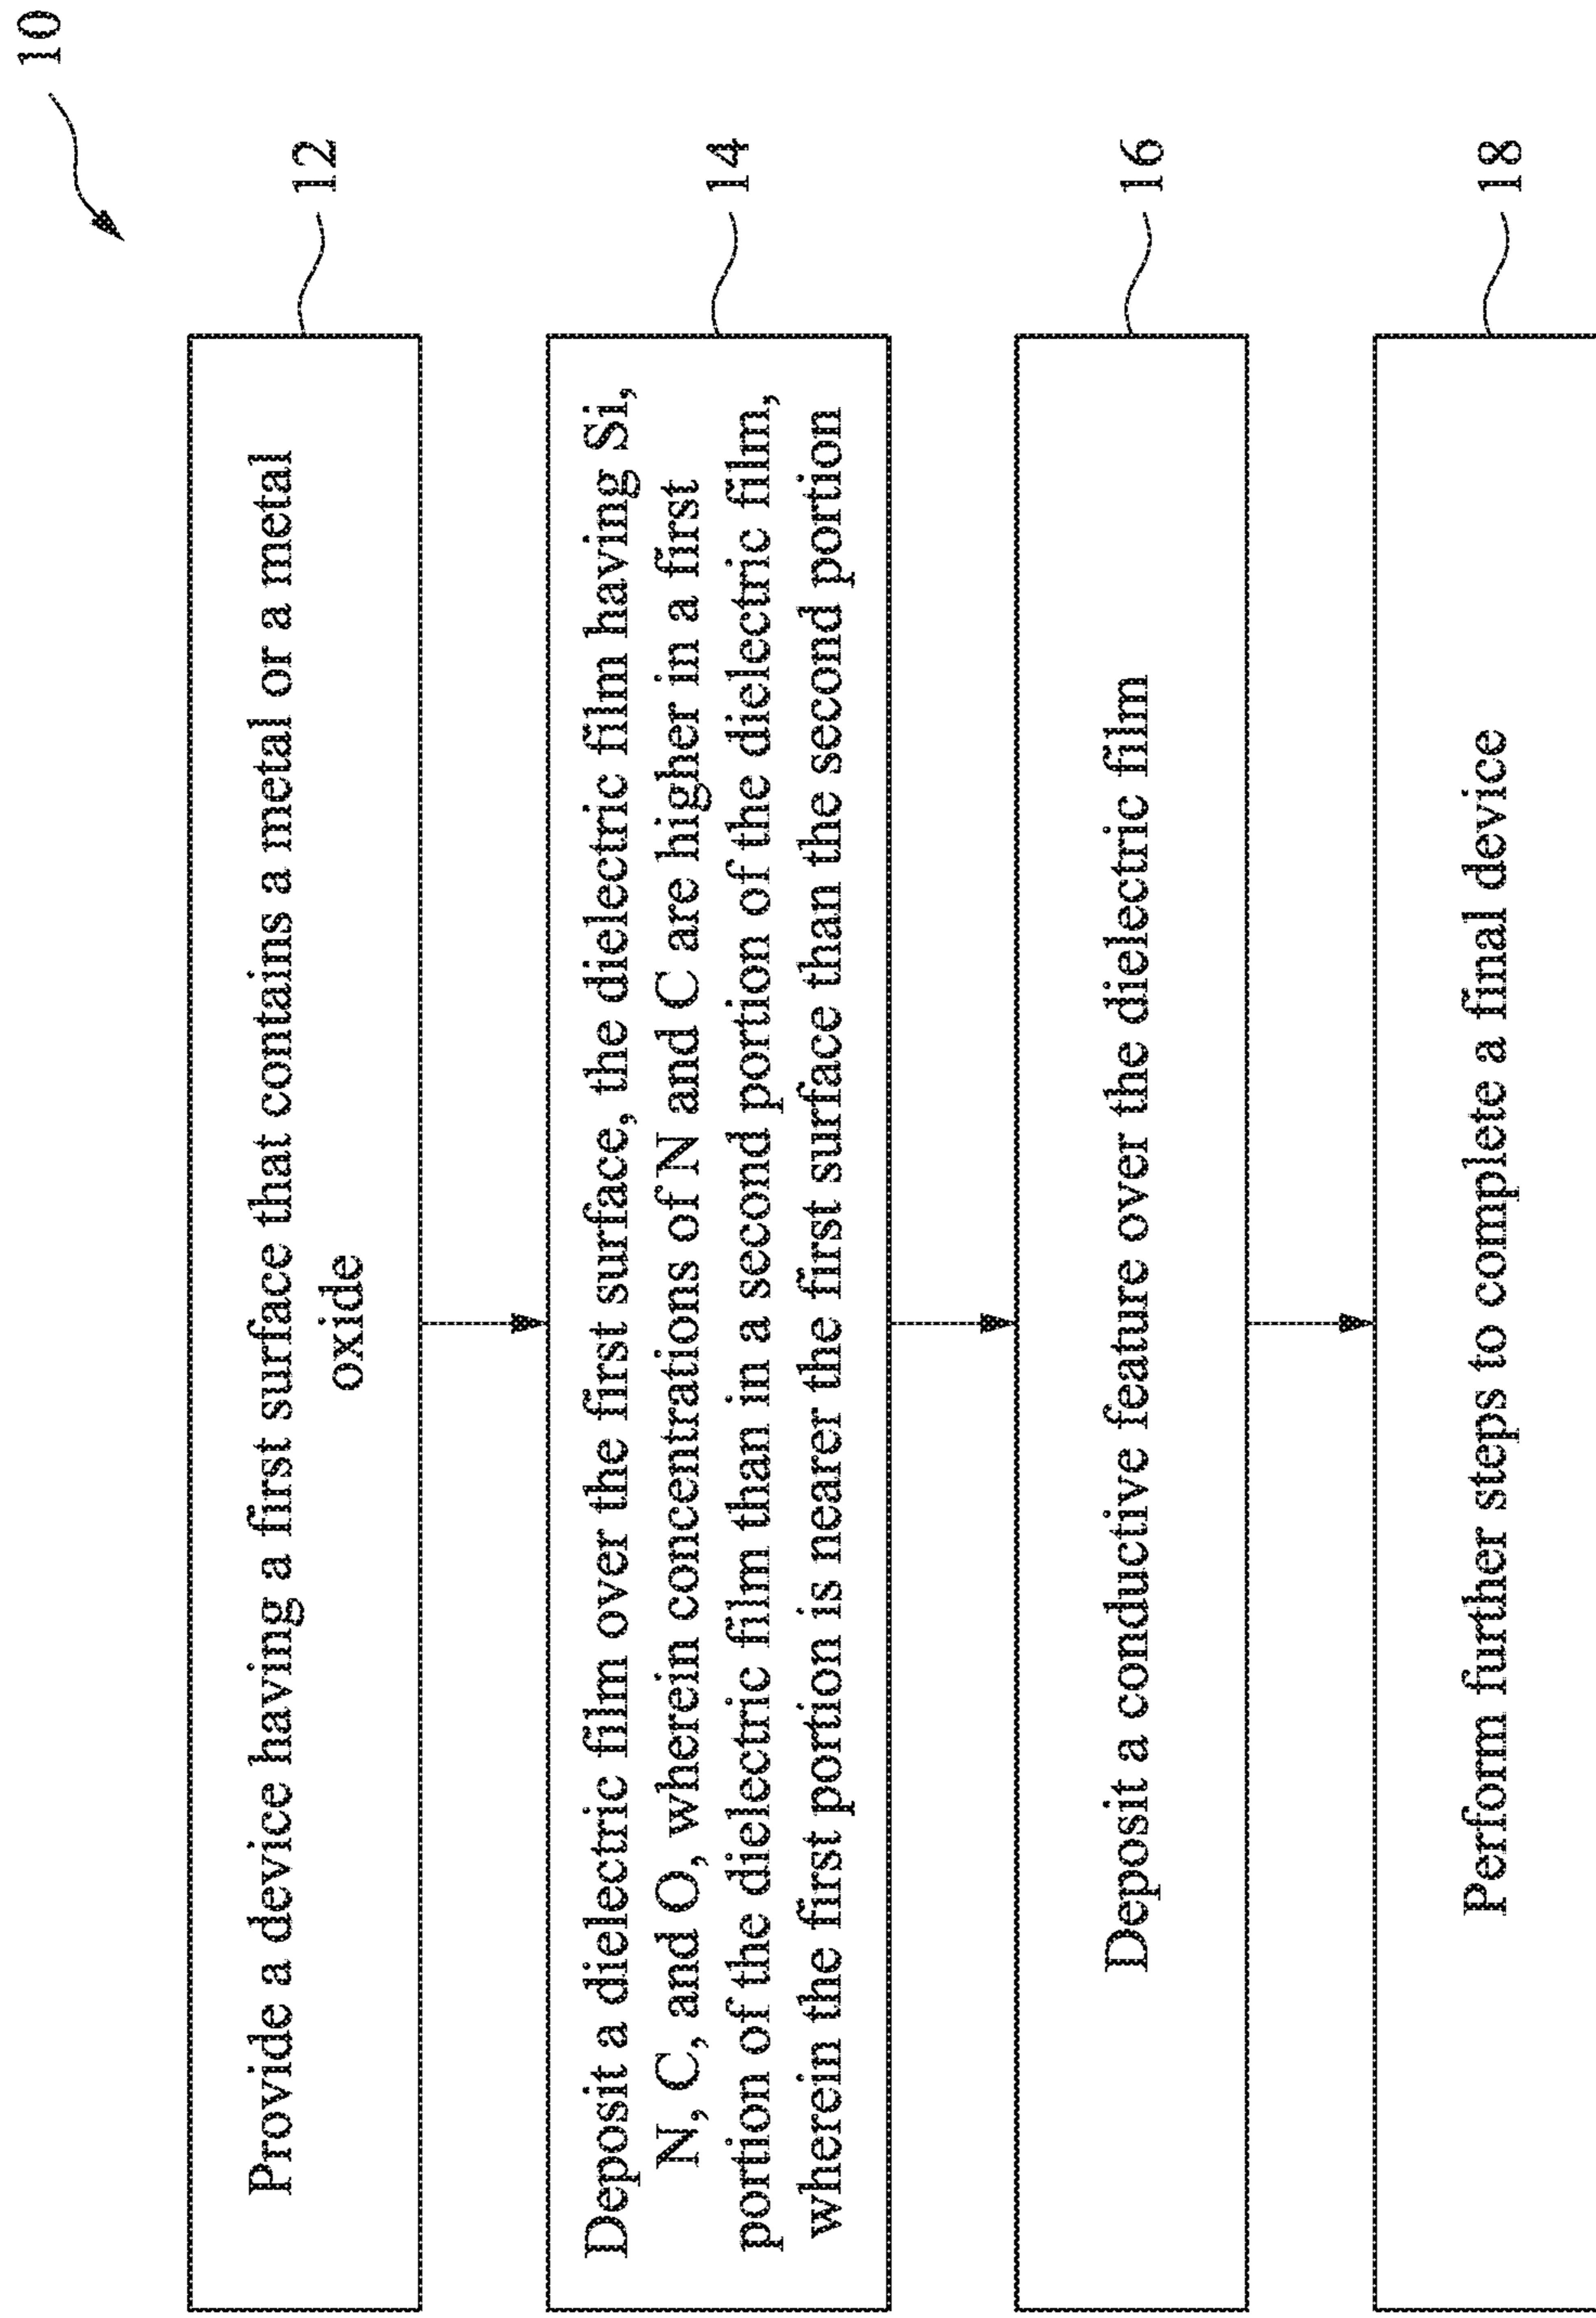 10
Provide a device having a first surface that contains a metal or a metal
oxide
12
Deposit a dielectric film over the first surface, the dielectric film having Si,
N, C, and O, wherein concentrations of N and C are higher in a first
portion of the dielectric film than in a second portion of the dielectric film,
wherein the first portion is nearer the first surface than the second portion
14
Deposit a conductive feature over the dielectric film
16
Perform further steps to complete a final device
18